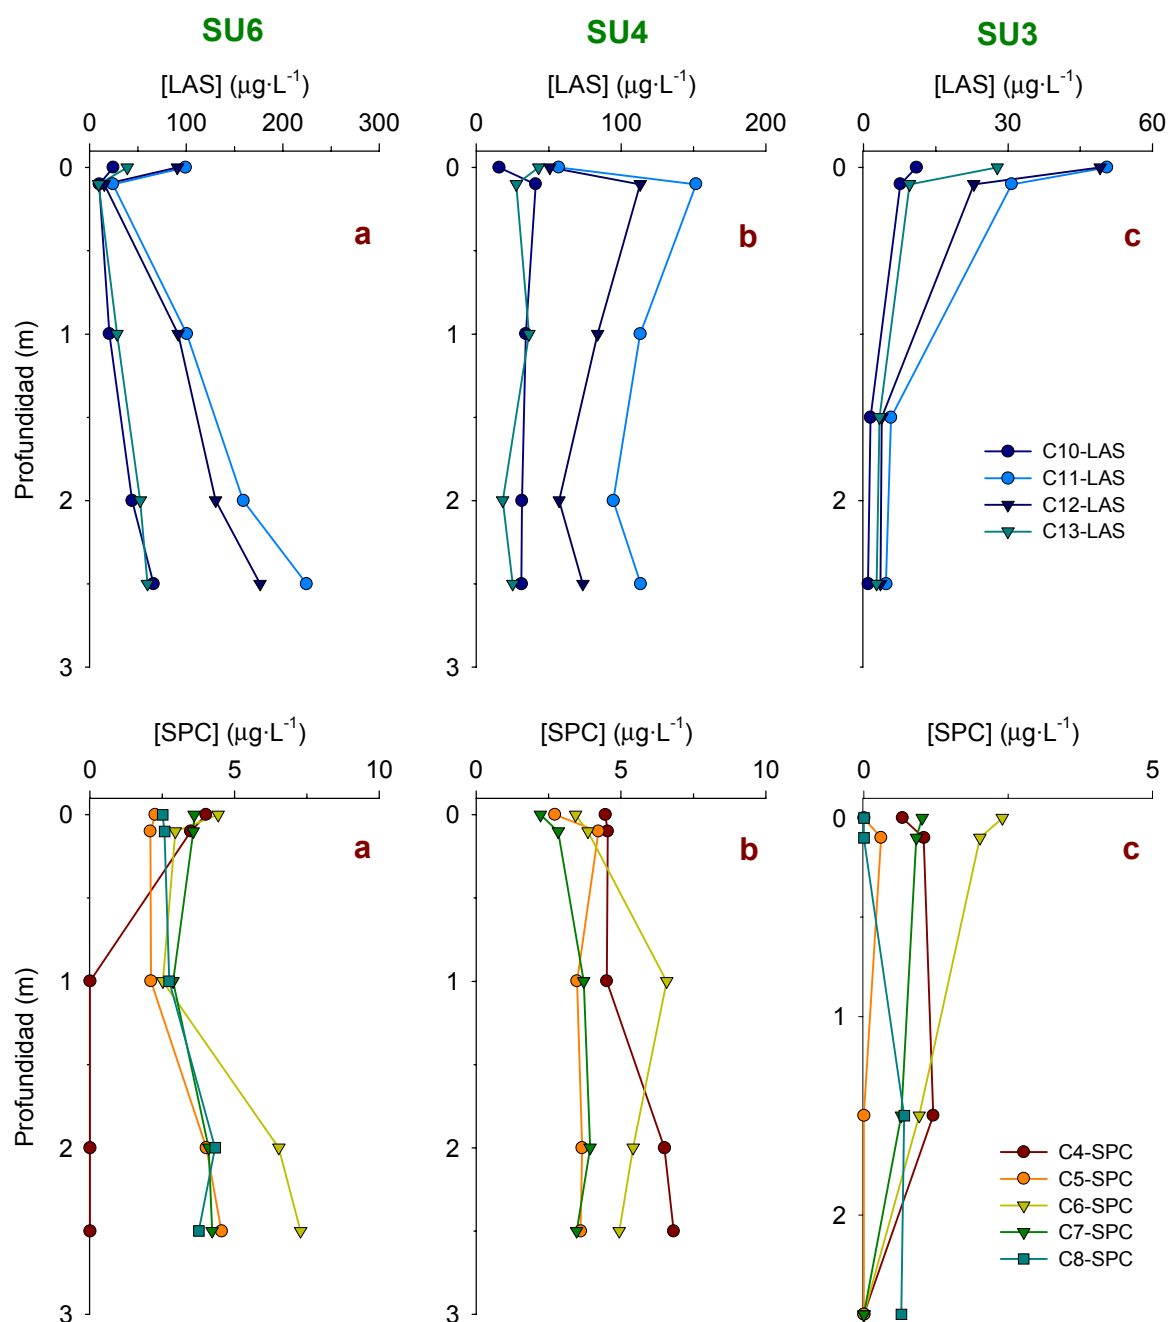 SU6 SU4 SU3
[LAS] (μg·L⁻¹) [LAS] (μg·L⁻¹) [LAS] (μg·L⁻¹)
0 100 200 300 0 100 200 0 30 60
0 0 0
a b c
Profundidad (m)
1 1 1
C10-LAS
C11-LAS
2 2 2
C12-LAS
C13-LAS
3 3
[SPC] (μg·L⁻¹) [SPC] (μg·L⁻¹) [SPC] (μg·L⁻¹)
0 5 10 0 5 10 0 5
0 0 0
a b c
Profundidad (m)
1 1 1
2 2 2
C4-SPC
C5-SPC
C6-SPC
C7-SPC
C8-SPC
3 3